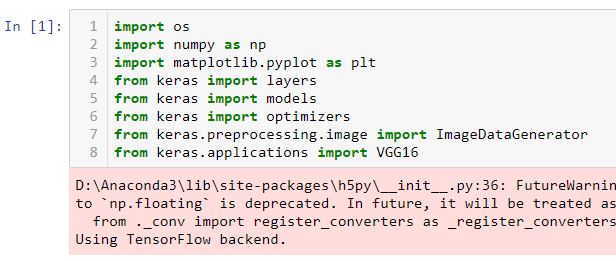 In [1]:
1 import os
2 import numpy as np
3 import matplotlib.pyplot as plt
4 from keras import layers
5 from keras import models
6 from keras import optimizers
7 from keras.preprocessing.image import ImageDataGenerator
8 from keras.applications import VGG16
D:\Anaconda3\lib\site-packages\h5py\__init__.py:36: FutureWarnin
to `np.floating` is deprecated. In future, it will be treated as
from ._conv import register_converters as _register_converters
Using TensorFlow backend.